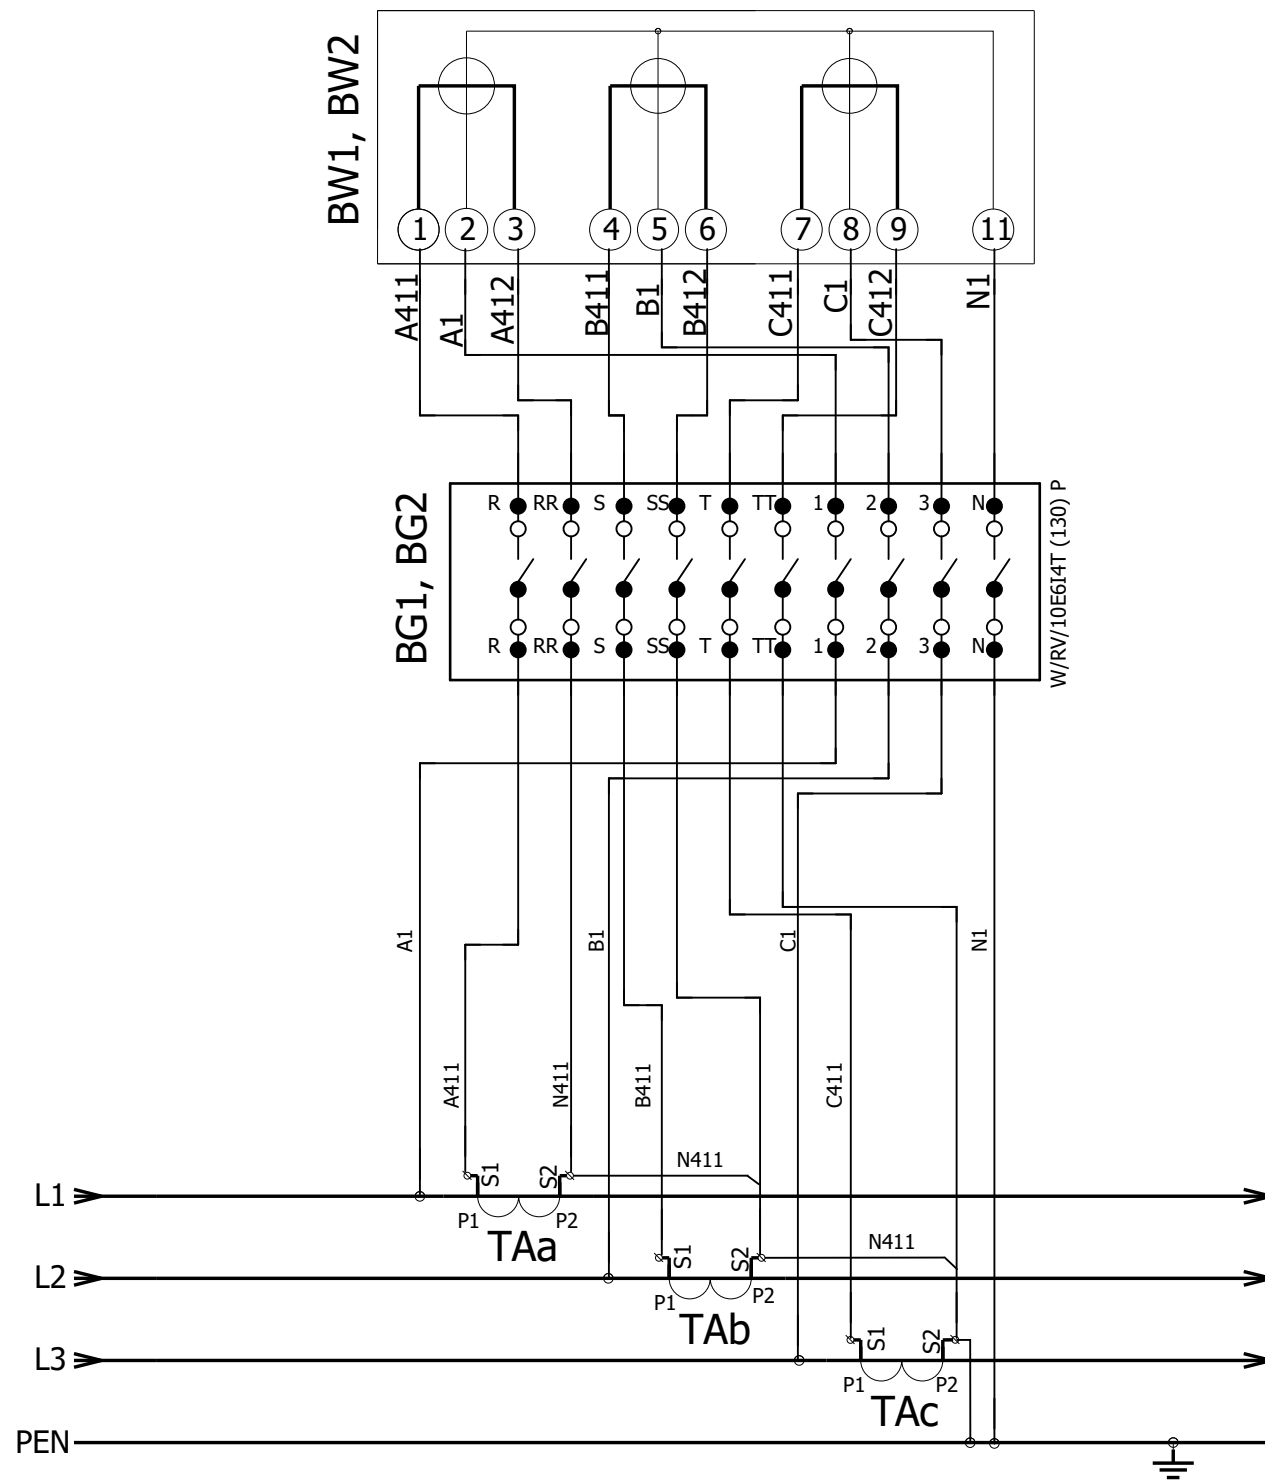 BW1, BW2
1 2 3 4 5 6 7 8 9 11
A411 A1 A412 B411 B1 B412 C411 C1 C412 N1
BG1, BG2
R RR S SS T TT 1 2 3 N
R RR S SS T TT 1 2 3 N
W/RV/10E6I4T (130) P
A1 B1 C1 N1
A411 N411 B411 C411
S1 S2 N411
L1
P1 P2
TAa
S1 S2 N411
L2
P1 P2
TAb
S1 S2
L3
P1 P2
TAc
PEN